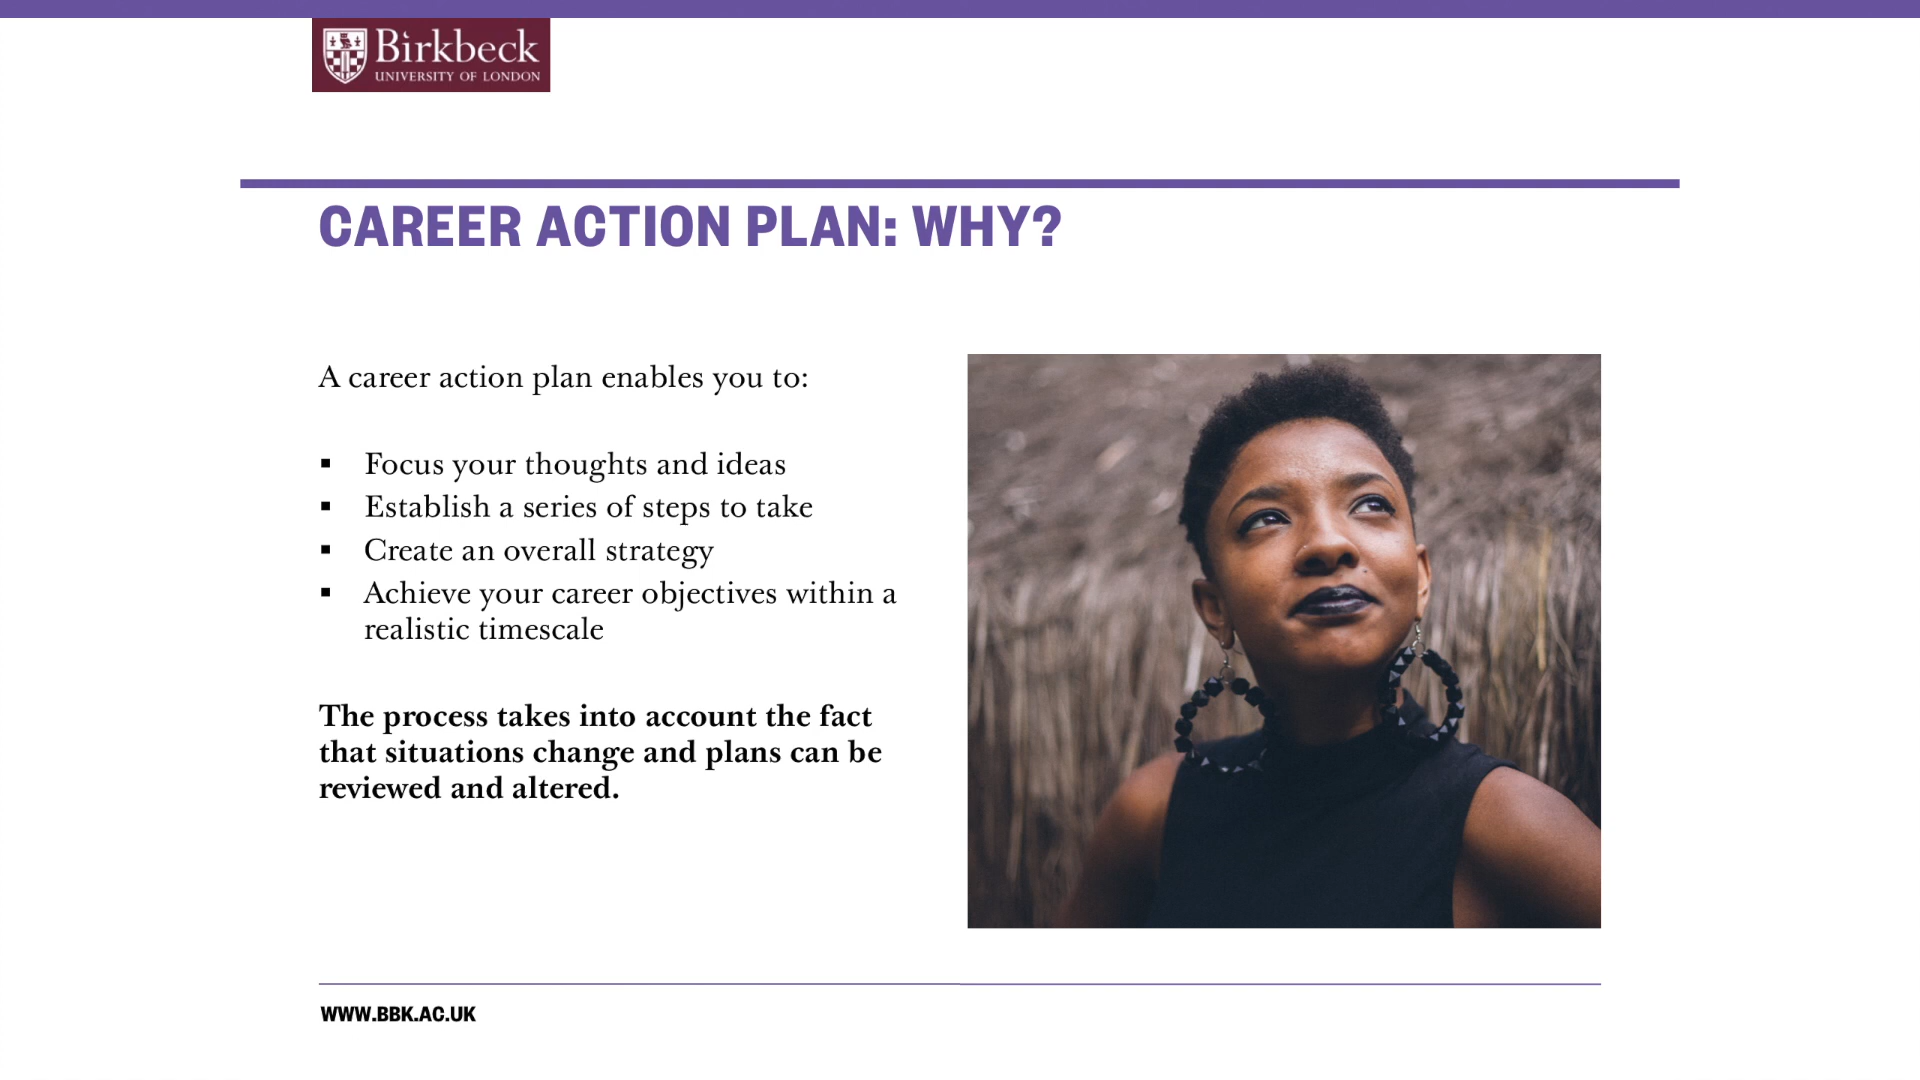 Birkbeck
UNIVERSITY OF LONDON
CAREER ACTION PLAN: WHY?
A career action plan enables you to:
▪ Focus your thoughts and ideas
▪ Establish a series of steps to take
▪ Create an overall strategy
▪ Achieve your career objectives within a
realistic timescale
The process takes into account the fact
that situations change and plans can be
reviewed and altered.
WWW.BBK.AC.UK